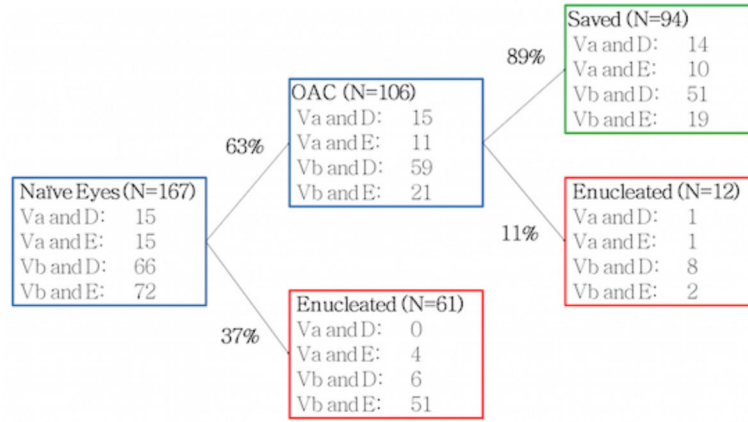 Naïve Eyes (N=167)
Va and D: 15
Va and E: 15
Vb and D: 66
Vb and E: 72
63%
37%
OAC (N=106)
Va and D: 15
Va and E: 11
Vb and D: 59
Vb and E: 21
Enucleated (N=61)
Va and D: 0
Va and E: 4
Vb and D: 6
Vb and E: 51
89%
11%
Saved (N=94)
Va and D: 14
Va and E: 10
Vb and D: 51
Vb and E: 19
Enucleated (N=12)
Va and D: 1
Va and E: 1
Vb and D: 8
Vb and E: 2